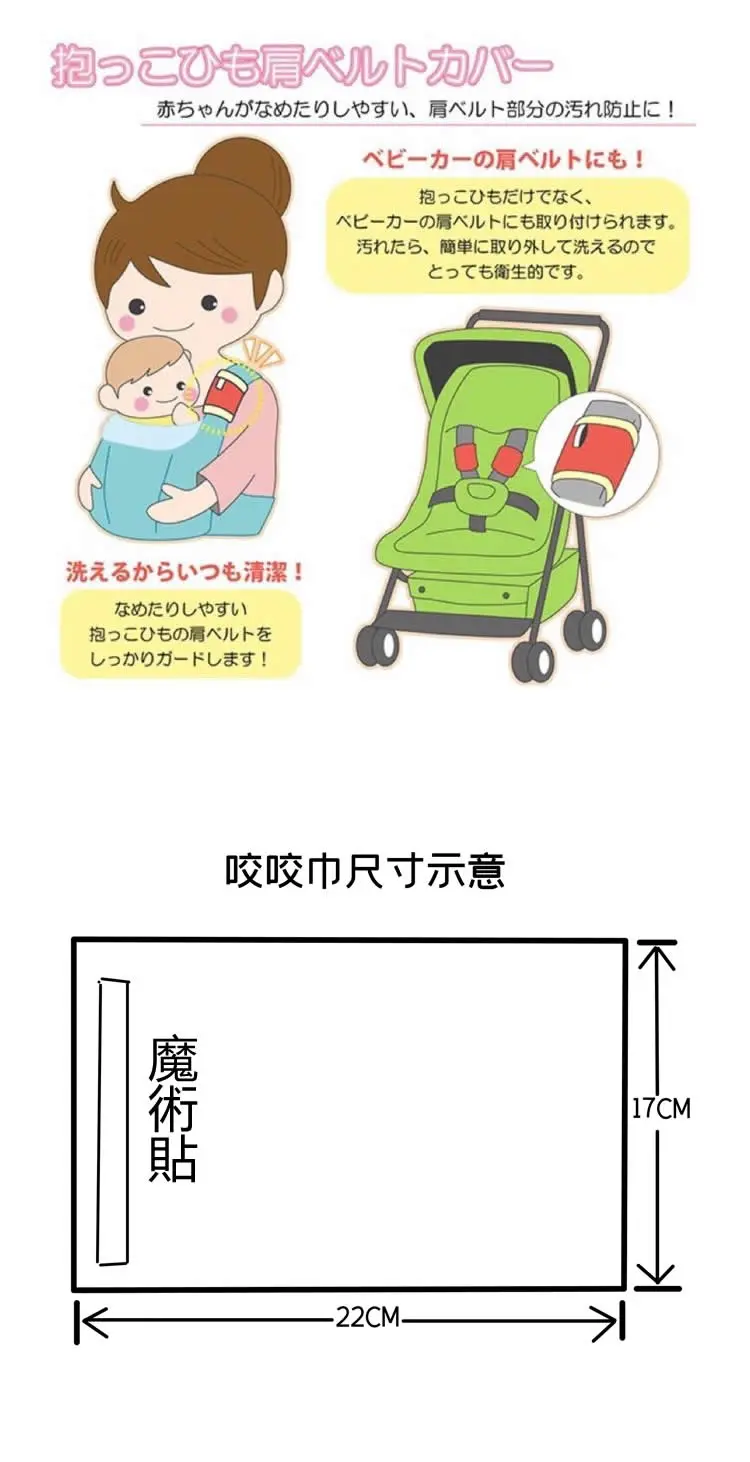 抱っこひも肩ベルトカバー
赤ちゃんがなめたりしやすい、肩ベルト部分の汚れ防止に！
ベビーカーの肩ベルトにも！
抱っこひもだけでなく、
ベビーカーの肩ベルトにも取り付けられます。
汚れたら、簡単に取り外して洗えるので
とっても衛生的です。
洗えるからいつも清潔！
なめたりしやすい
抱っこひもの肩ベルトを
しっかりガードします！
咬咬巾尺寸示意
魔術貼
17CM
22CM